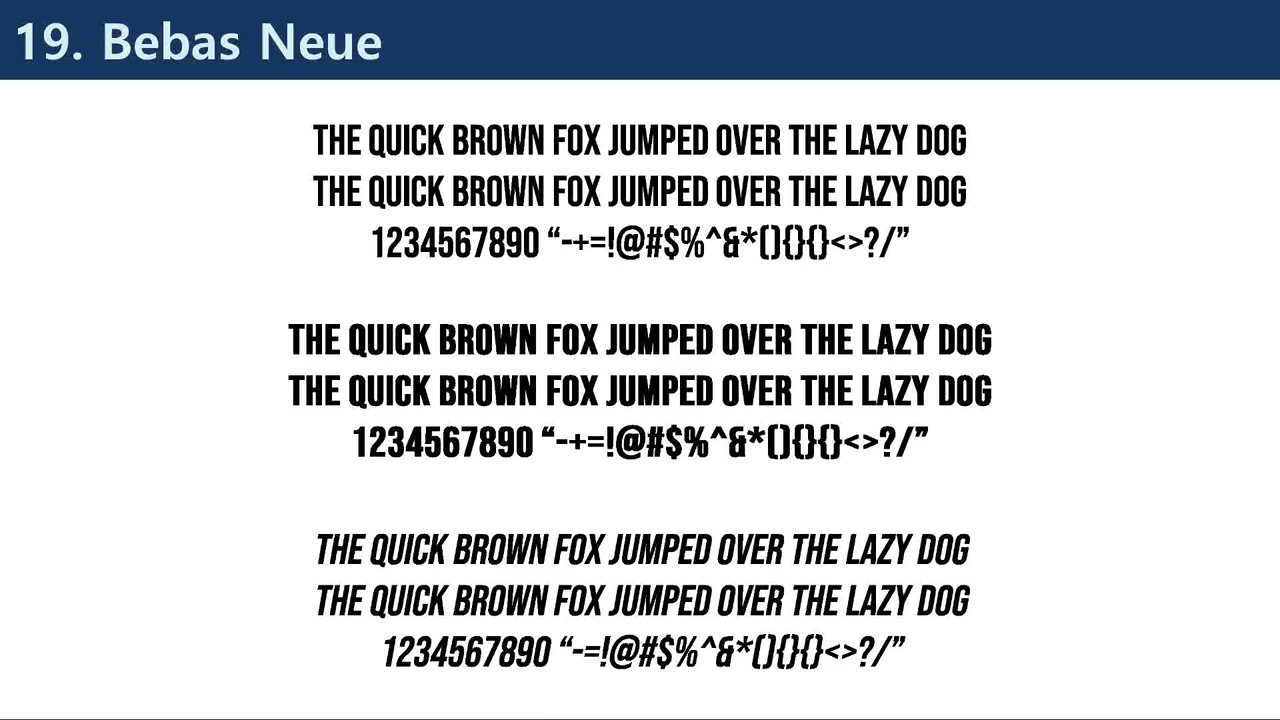 19. Bebas Neue
THE QUICK BROWN FOX JUMPED OVER THE LAZY DOG
THE QUICK BROWN FOX JUMPED OVER THE LAZY DOG
1234567890 “-+=!@#$%^&*(){}{}<>?/”
THE QUICK BROWN FOX JUMPED OVER THE LAZY DOG
THE QUICK BROWN FOX JUMPED OVER THE LAZY DOG
1234567890 “-+=!@#$%^&*(){}{}<>?/”
THE QUICK BROWN FOX JUMPED OVER THE LAZY DOG
THE QUICK BROWN FOX JUMPED OVER THE LAZY DOG
1234567890 “-=!@#$%^&*(){}{}<>?/”